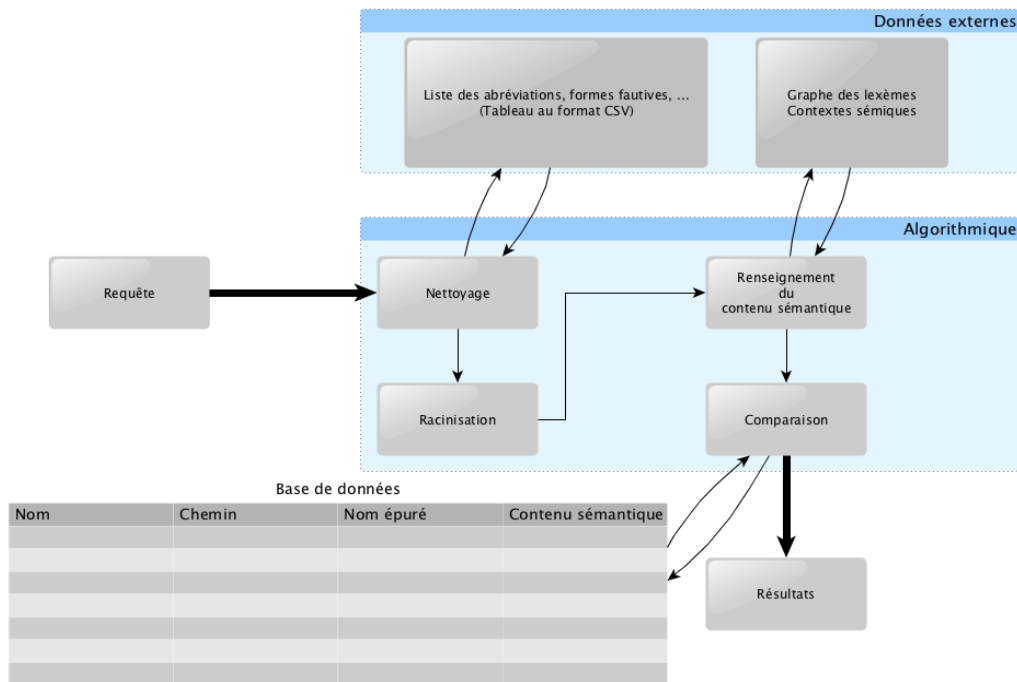 Données externes
Liste des abréviations, formes fautives, ...
(Tableau au format CSV)
Graphe des lexèmes
Contextes sémiques
Algorithmique
Requête
Nettoyage
Renseignement
du
contenu sémantique
Racinisation
Comparaison
Base de données
Nom
Chemin
Nom épuré
Contenu sémantique
Résultats